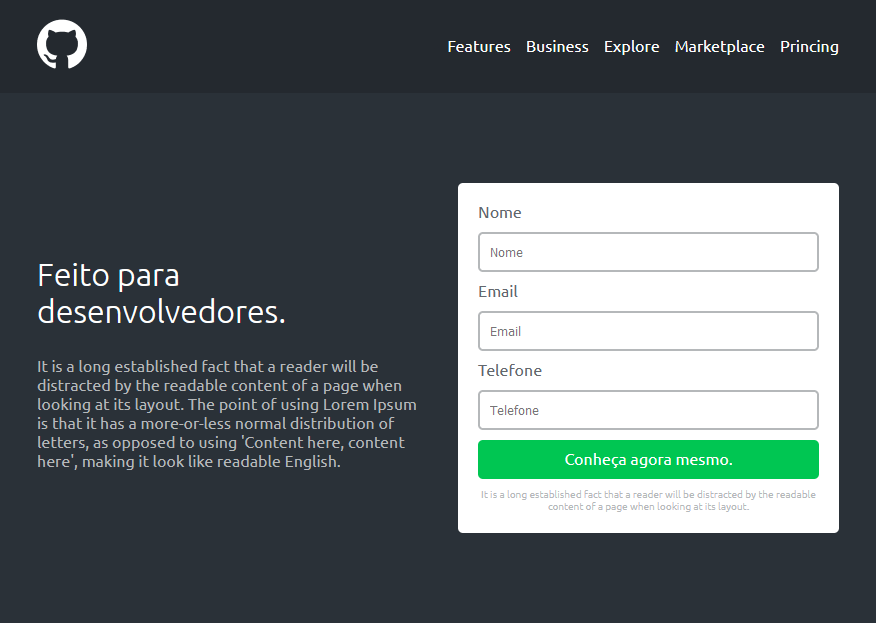 Features Business Explore Marketplace Princing
Feito para
desenvolvedores.
It is a long established fact that a reader will be
distracted by the readable content of a page when
looking at its layout. The point of using Lorem Ipsum
is that it has a more-or-less normal distribution of
letters, as opposed to using 'Content here, content
here', making it look like readable English.
Nome
Nome
Email
Email
Telefone
Telefone
Conheça agora mesmo.
It is a long established fact that a reader will be distracted by the readable
content of a page when looking at its layout.